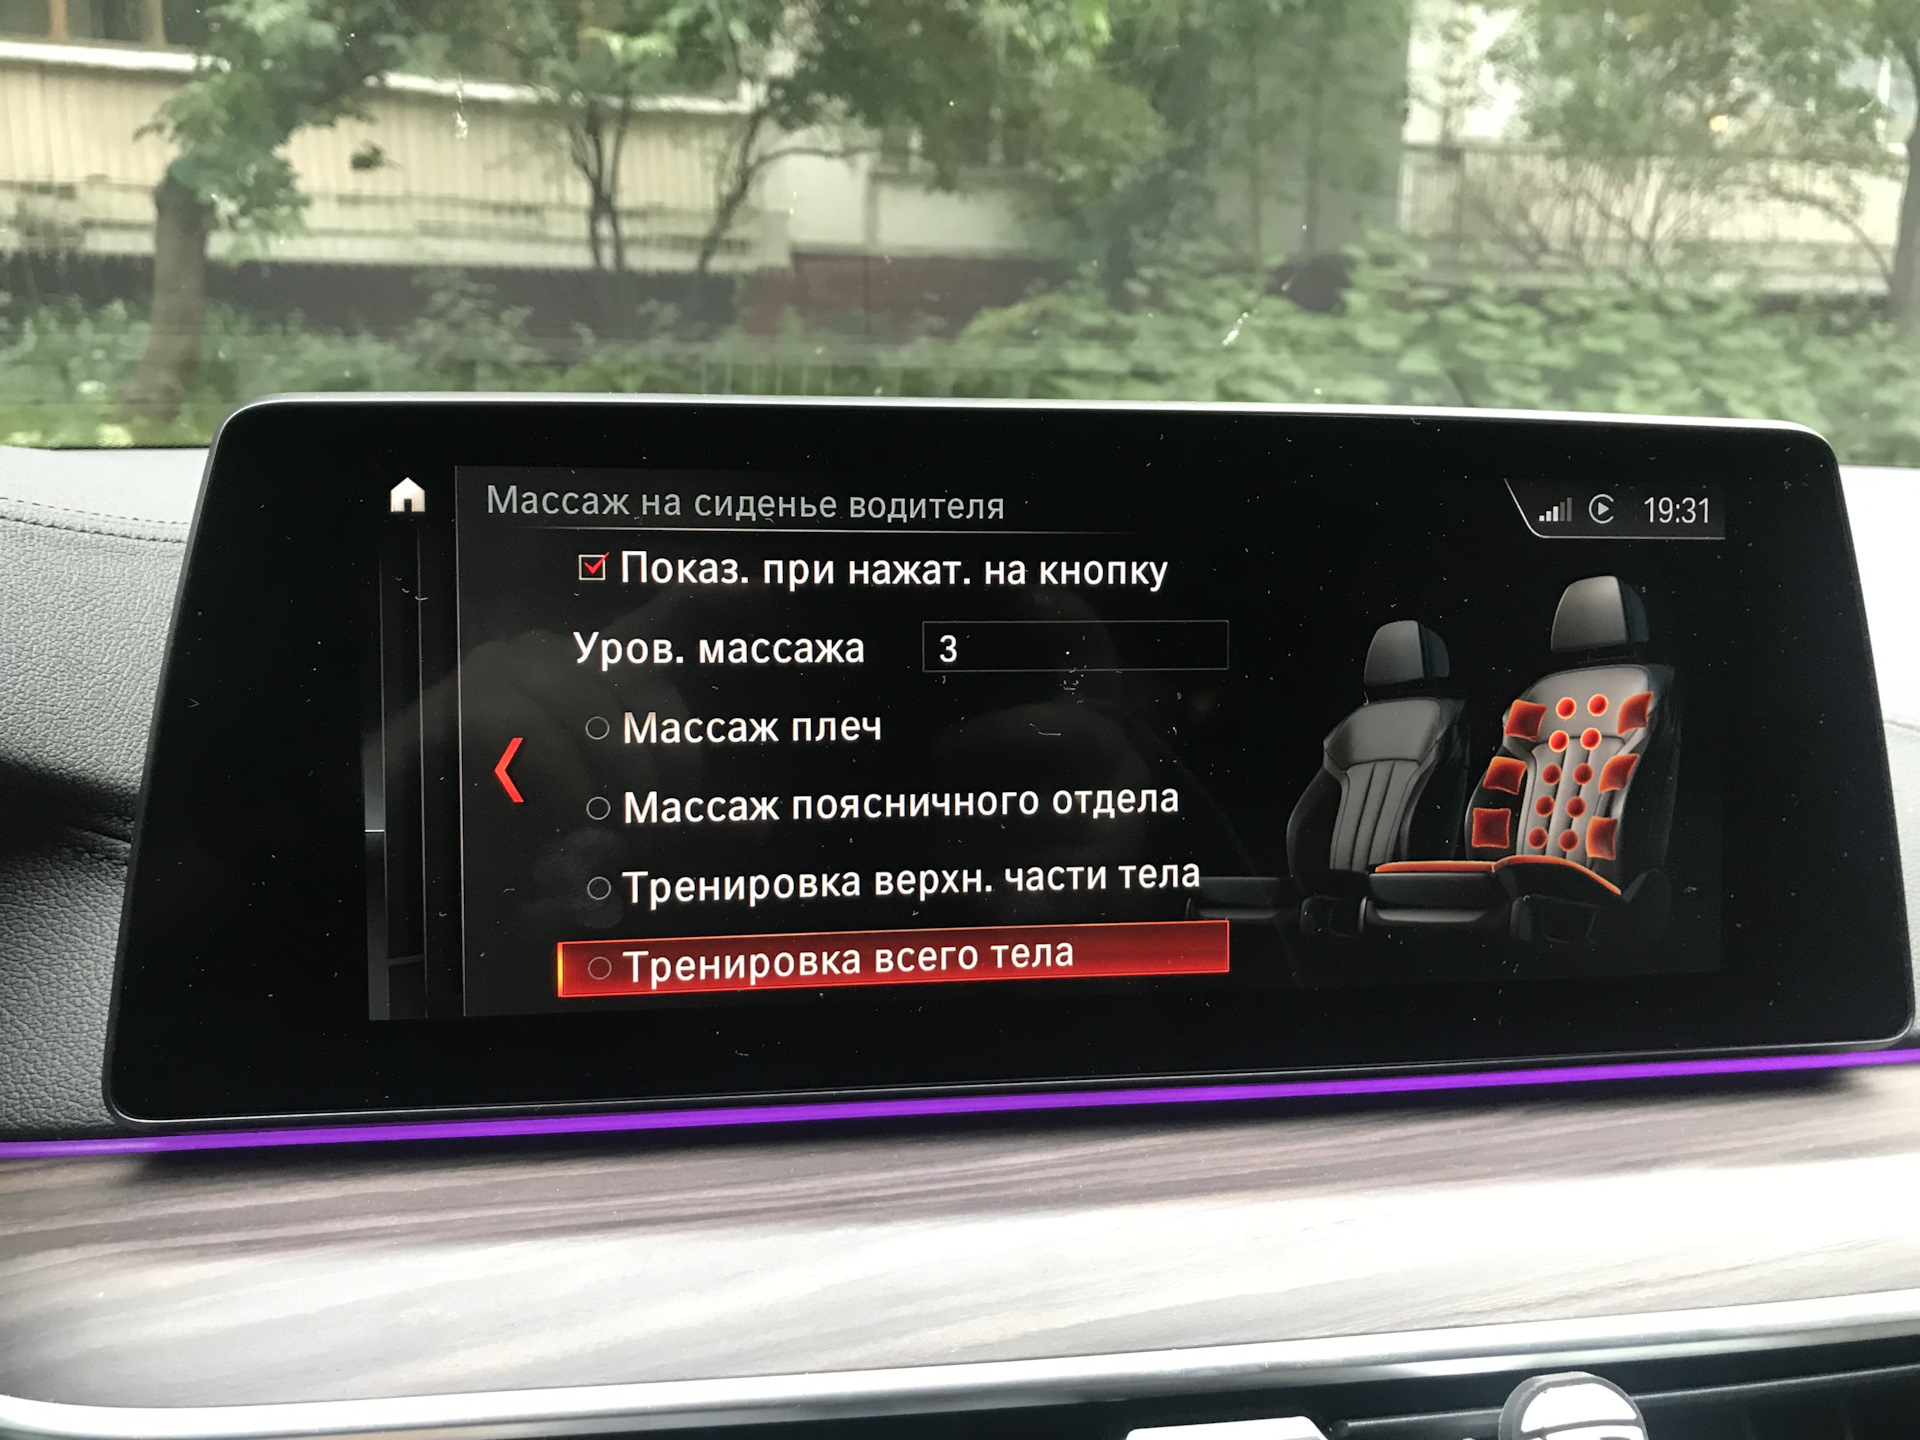 Массаж на сиденье водителя
19:31
Показ. при нажат. на кнопку
Уров. массажа 3
Массаж плеч
Массаж поясничного отдела
Тренировка верхн. части тела
Тренировка всего тела